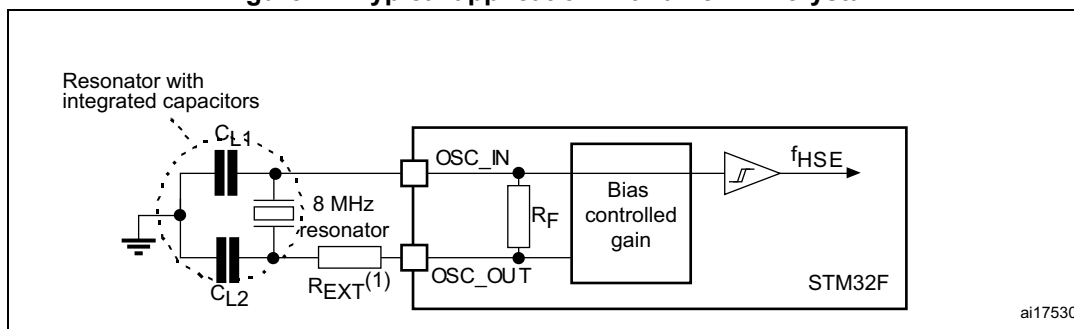 Resonator with
integrated capacitors
CL1
OSC_IN
fHSE
8 MHz
resonator
RF
Bias
controlled
gain
REXT(1)
OSC_OUT
STM32F
CL2
ai17530